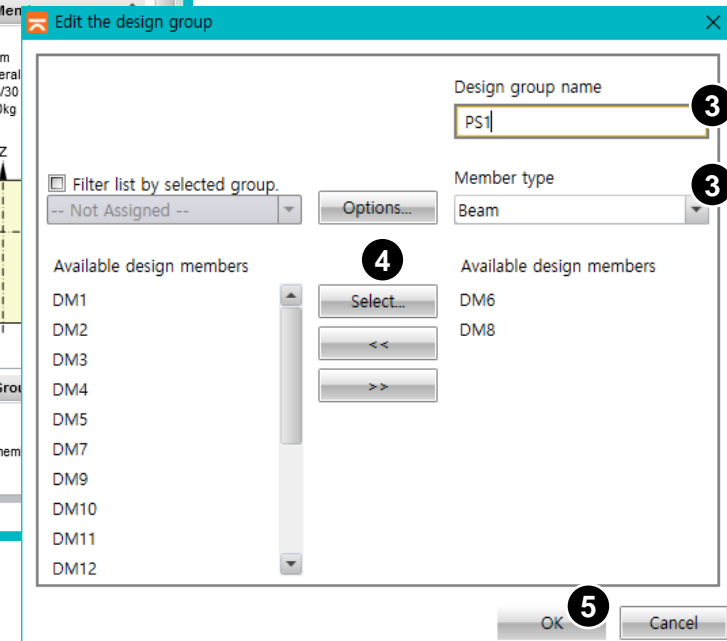 Edit the design group
Design group name
3
PS1
Filter list by selected group.
Member type
3
-- Not Assigned --
Options...
Beam
Available design members
4
Available design members
DM1
Select...
DM6
DM2
<<
DM8
DM3
>>
DM4
DM5
DM7
DM9
DM10
DM11
DM12
OK
5
Cancel
Z